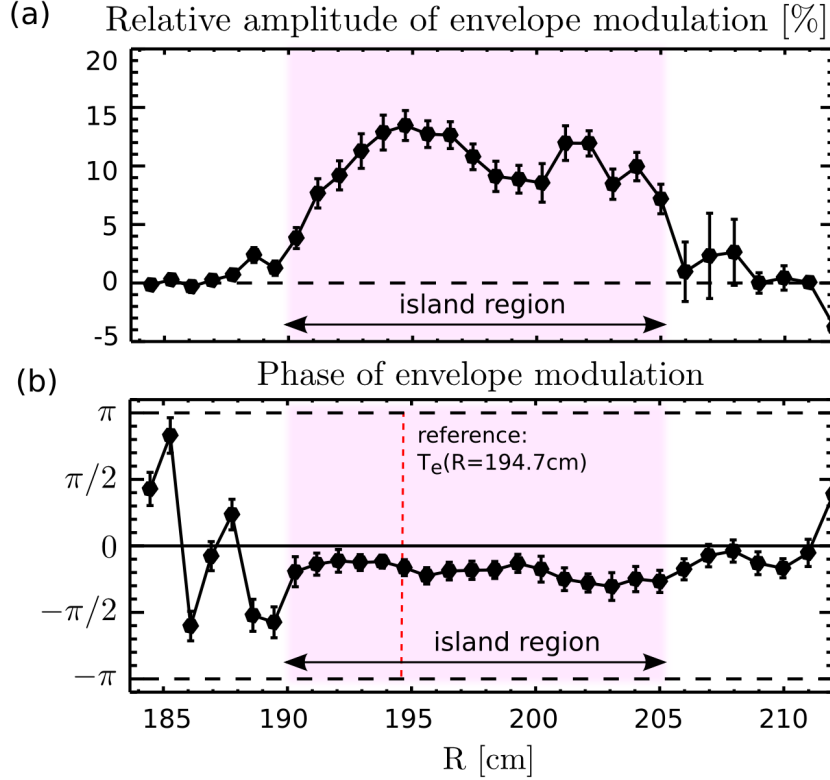 (a) Relative amplitude of envelope modulation [%]
20
15
10
5
0
-5
island region
(b) Phase of envelope modulation
π
π/2
0
−π/2
−π
reference:
Te(R=194.7cm)
island region
185 190 195 200 205 210
R [cm]